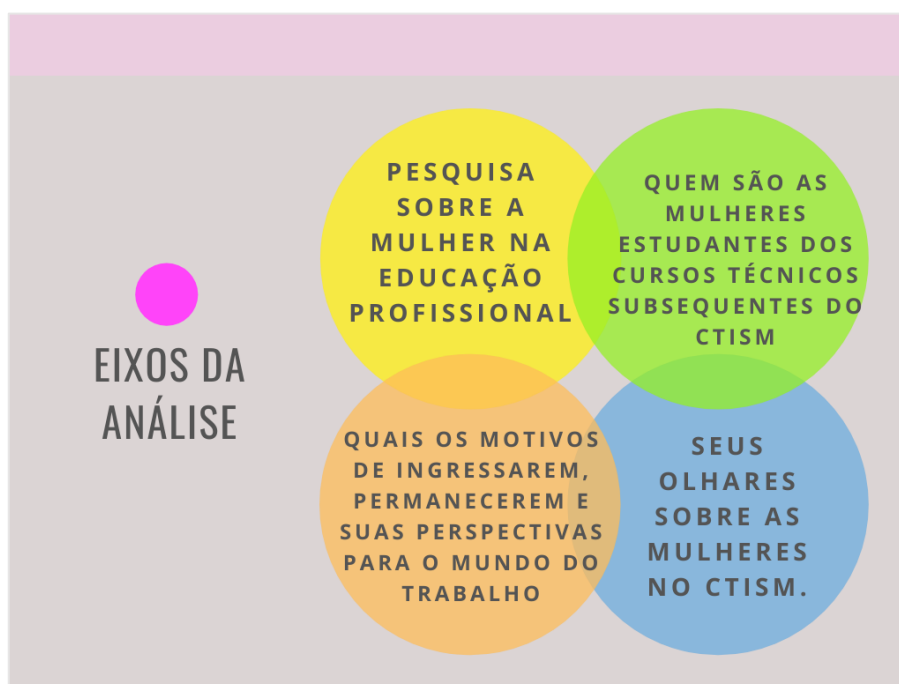 EIXOS DA
ANÁLISE
PESQUISA
SOBRE A
MULHER NA
EDUCAÇÃO
PROFISSIONAL
QUEM SÃO AS
MULHERES
ESTUDANTES DOS
CURSOS TÉCNICOS
SUBSEQUENTES DO
CTISM
QUAIS OS MOTIVOS
DE INGRESSAREM,
PERMANECEREM E
SUAS PERSPECTIVAS
PARA O MUNDO DO
TRABALHO
SEUS
OLHARES
SOBRE AS
MULHERES
NO CTISM.